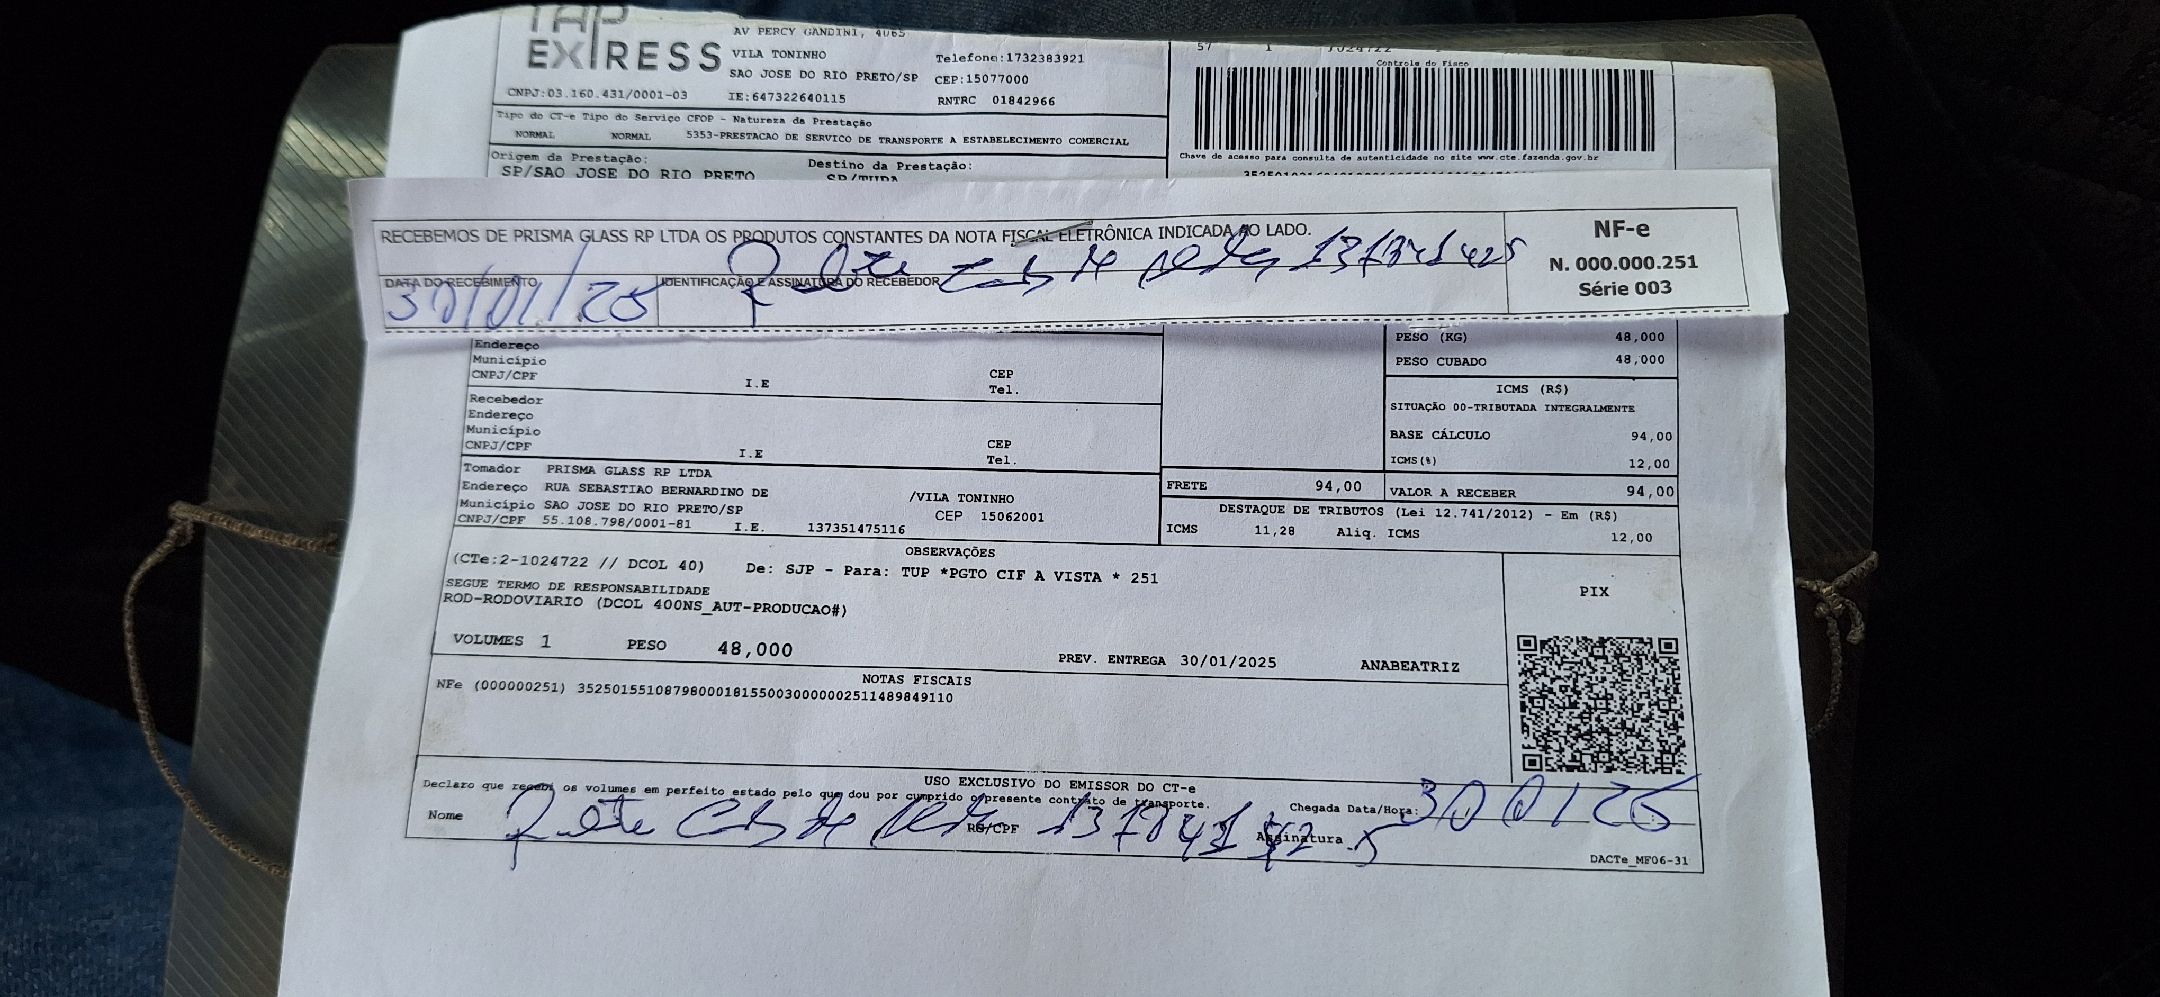 TAP
EXPRESS
AV PERCY GANDINI, 4065
VILA TONINHO
SAO JOSE DO RIO PRETO/SP
Telefone:1732383921
CEP:15077000
CNPJ:03.160.431/0001-03
IE:647322640115
RNTRC 01842966
57 1 1024722
Controle do Fisco
Tipo do CT-e Tipo do Serviço CFOP - Natureza da Prestação
NORMAL NORMAL 5353-PRESTACAO DE SERVICO DE TRANSPORTE A ESTABELECIMENTO COMERCIAL
Chave de acesso para consulta de autenticidade no site www.cte.fazenda.gov.br
Origem da Prestação: Destino da Prestação:
SP/SAO JOSE DO RIO PRETO SP/TUPA
RECEBEMOS DE PRISMA GLASS RP LTDA OS PRODUTOS CONSTANTES DA NOTA FISCAL ELETRÔNICA INDICADA AO LADO.
NF-e
N. 000.000.251
Série 003
DATA DO RECEBIMENTO
IDENTIFICAÇÃO E ASSINATURA DO RECEBEDOR
30/01/25
Endereço
Município
CNPJ/CPF I.E CEP
Tel.
Recebedor
Endereço
Município
CNPJ/CPF I.E CEP
Tel.
PESO (KG) 48,000
PESO CUBADO 48,000
ICMS (R$)
SITUAÇÃO 00-TRIBUTADA INTEGRALMENTE
BASE CÁLCULO 94,00
ICMS(%) 12,00
Tomador PRISMA GLASS RP LTDA
Endereço RUA SEBASTIAO BERNARDINO DE /VILA TONINHO
Município SAO JOSE DO RIO PRETO/SP CEP 15062001
CNPJ/CPF 55.108.798/0001-81 I.E. 137351475116
FRETE 94,00 VALOR A RECEBER 94,00
DESTAQUE DE TRIBUTOS (Lei 12.741/2012) - Em (R$)
ICMS 11,28 Aliq. ICMS 12,00
OBSERVAÇÕES
(CTe:2-1024722 // DCOL 40) De: SJP - Para: TUP *PGTO CIF A VISTA * 251
SEGUE TERMO DE RESPONSABILIDADE
ROD-RODOVIARIO (DCOL 400NS_AUT-PRODUCAO#)
PIX
VOLUMES 1 PESO 48,000 PREV. ENTREGA 30/01/2025 ANABEATRIZ
NOTAS FISCAIS
NFe (000000251) 35250155108798000181550030000002511489849110
USO EXCLUSIVO DO EMISSOR DO CT-e
Declaro que recebi os volumes em perfeito estado pelo que dou por cumprido o presente contrato de transporte.
Chegada Data/Hora: 30 01 25
Nome RG/CPF Assinatura
DACTe_MF06-31